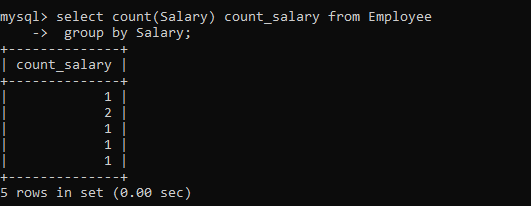 mysql> select count(Salary) count_salary from Employee
    -> group by Salary;
+--------------+
| count_salary |
+--------------+
|            1 |
|            2 |
|            1 |
|            1 |
|            1 |
+--------------+
5 rows in set (0.00 sec)